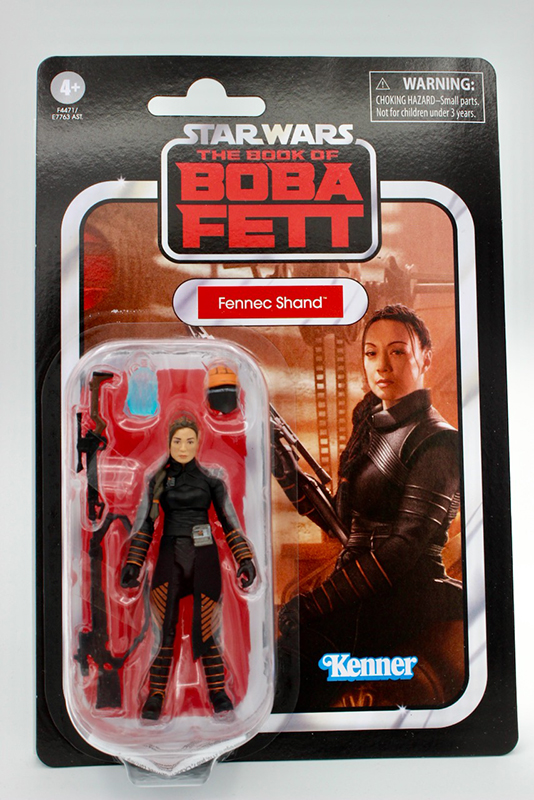 4+
F4471/
E7763 AST.
WARNING:
CHOKING HAZARD–Small parts.
Not for children under 3 years.
STAR WARS
THE BOOK OF
BOBA
FETT
Fennec Shand™
Kenner